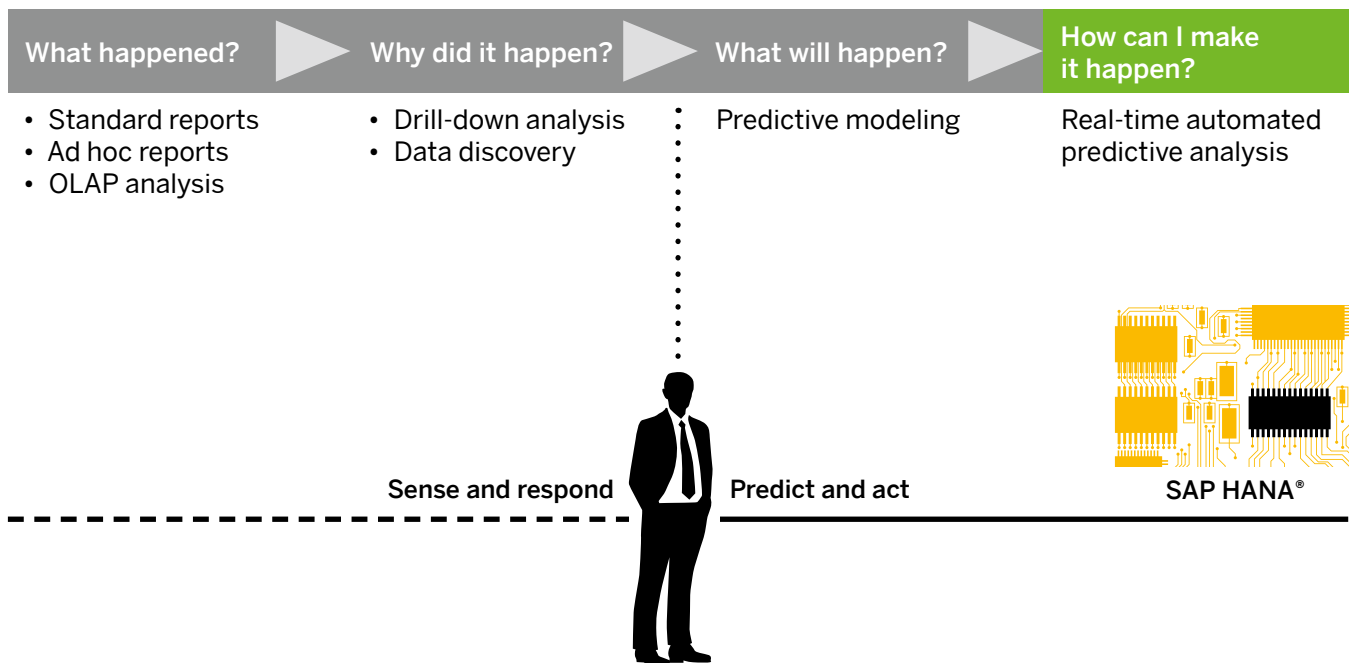 What happened?
Why did it happen?
What will happen?
How can I make
it happen?
• Standard reports
• Ad hoc reports
• OLAP analysis
• Drill-down analysis
• Data discovery
Predictive modeling
Real-time automated
predictive analysis
Sense and respond
Predict and act
SAP HANA®